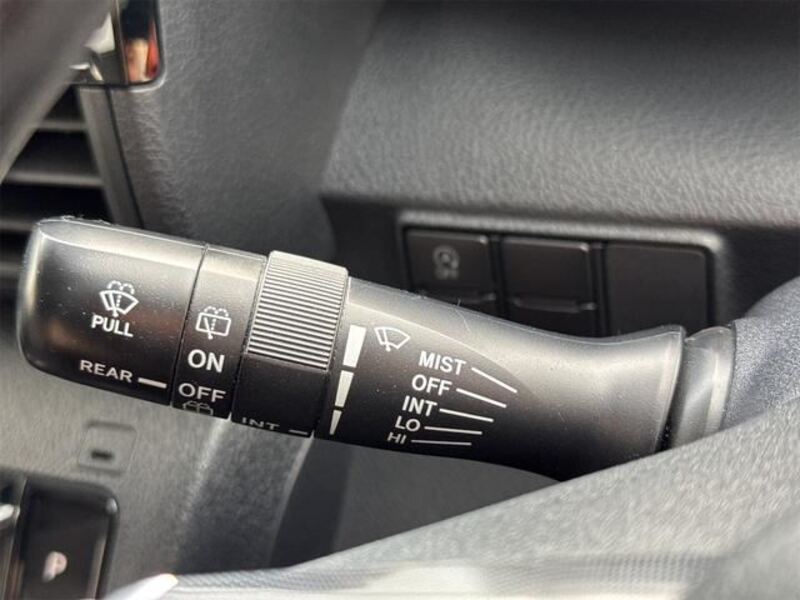 PULL
REAR
ON
OFF
INT
MIST
OFF
INT
LO
HI